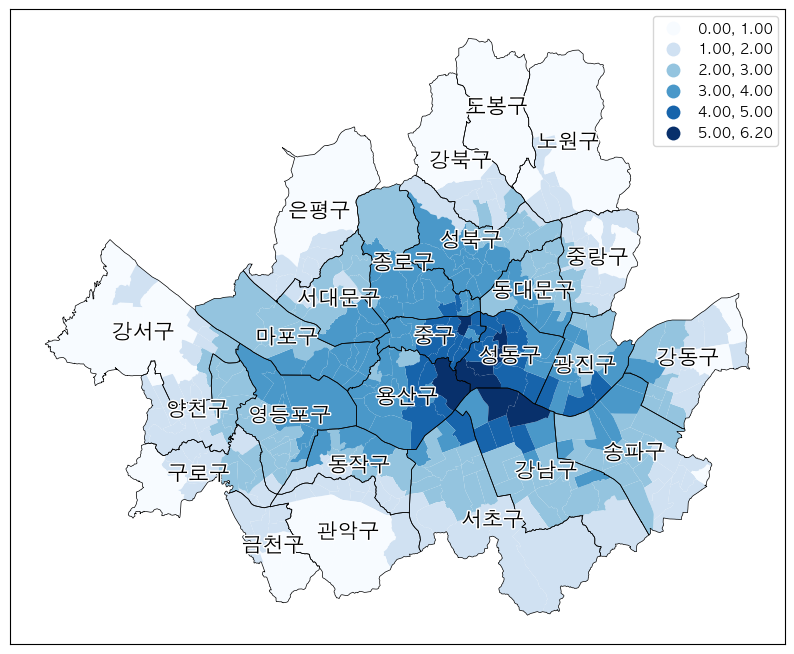 0.00, 1.00
1.00, 2.00
2.00, 3.00
3.00, 4.00
4.00, 5.00
5.00, 6.20
도봉구
노원구
강북구
은평구
성북구
중랑구
종로구
동대문구
서대문구
강서구
마포구
중구
성동구
강동구
광진구
용산구
양천구
영등포구
송파구
동작구
강남구
구로구
서초구
관악구
금천구